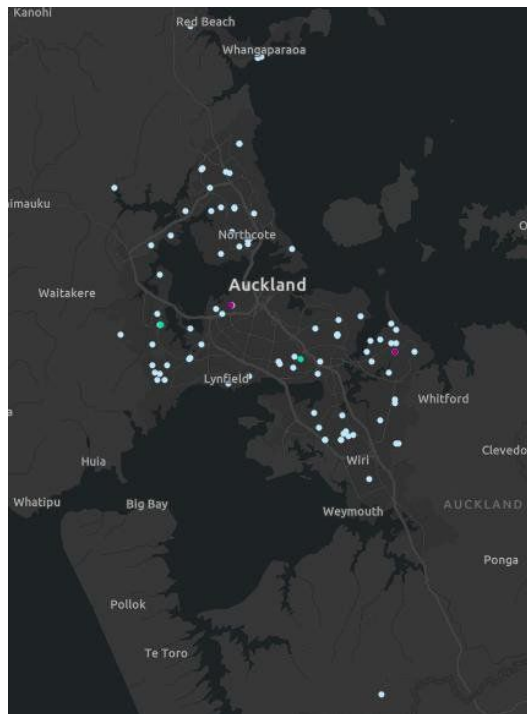 Kanohi
Red Beach
Whangaparaoa
Northcote
Auckland
Waitakere
Lynfield
Whitford
Huia
Wiri
Clevedo
Whatipu
Big Bay
Weymouth
AUCKLAND
Ponga
Pollok
Te Toro